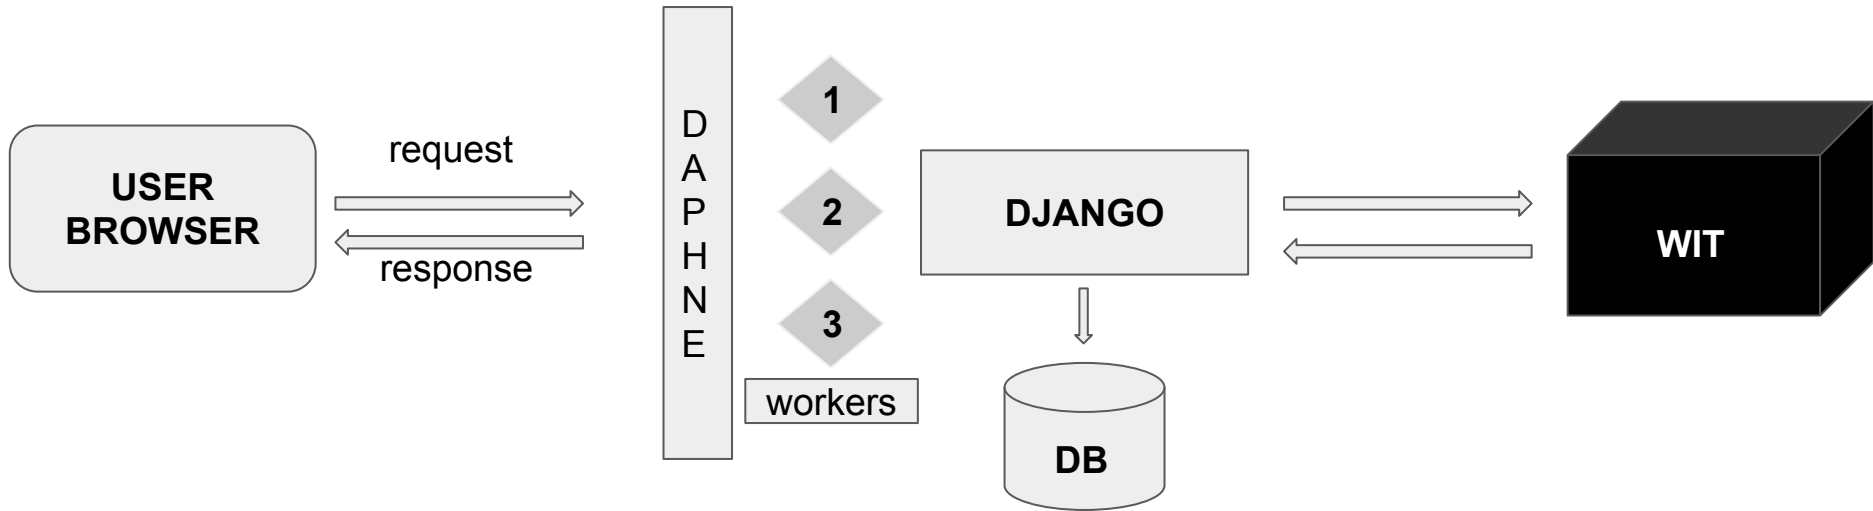 USER
BROWSER
request
response
D
A
P
H
N
E
1
2
3
workers
DJANGO
DB
WIT